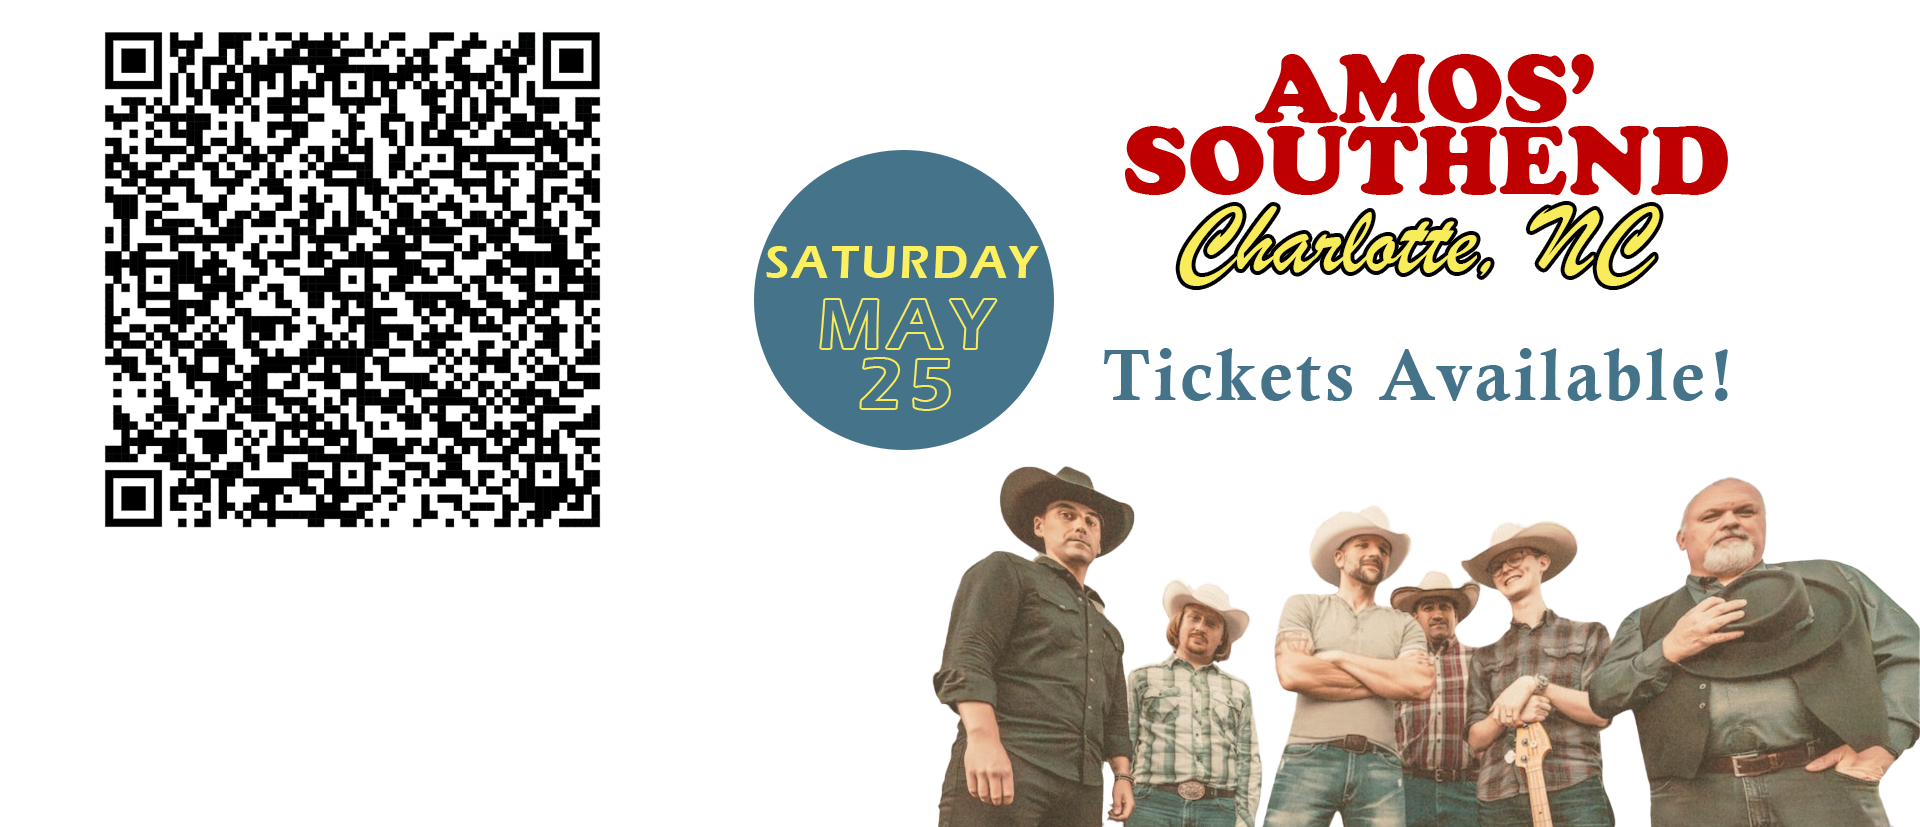 SATURDAY
MAY
25
AMOS’
SOUTHEND
Charlotte, NC
Tickets Available!